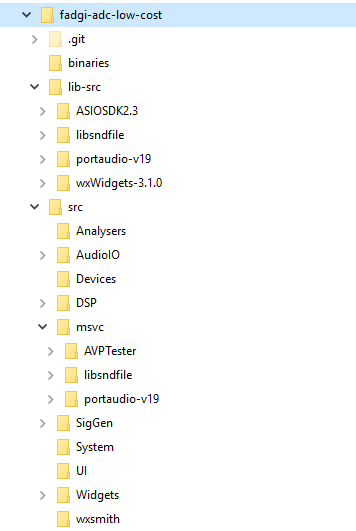 fadgi-adc-low-cost
.git
binaries
lib-src
ASIOSDK2.3
libsndfile
portaudio-v19
wxWidgets-3.1.0
src
Analysers
AudioIO
Devices
DSP
msvc
AVPTester
libsndfile
portaudio-v19
SigGen
System
UI
Widgets
wxsmith